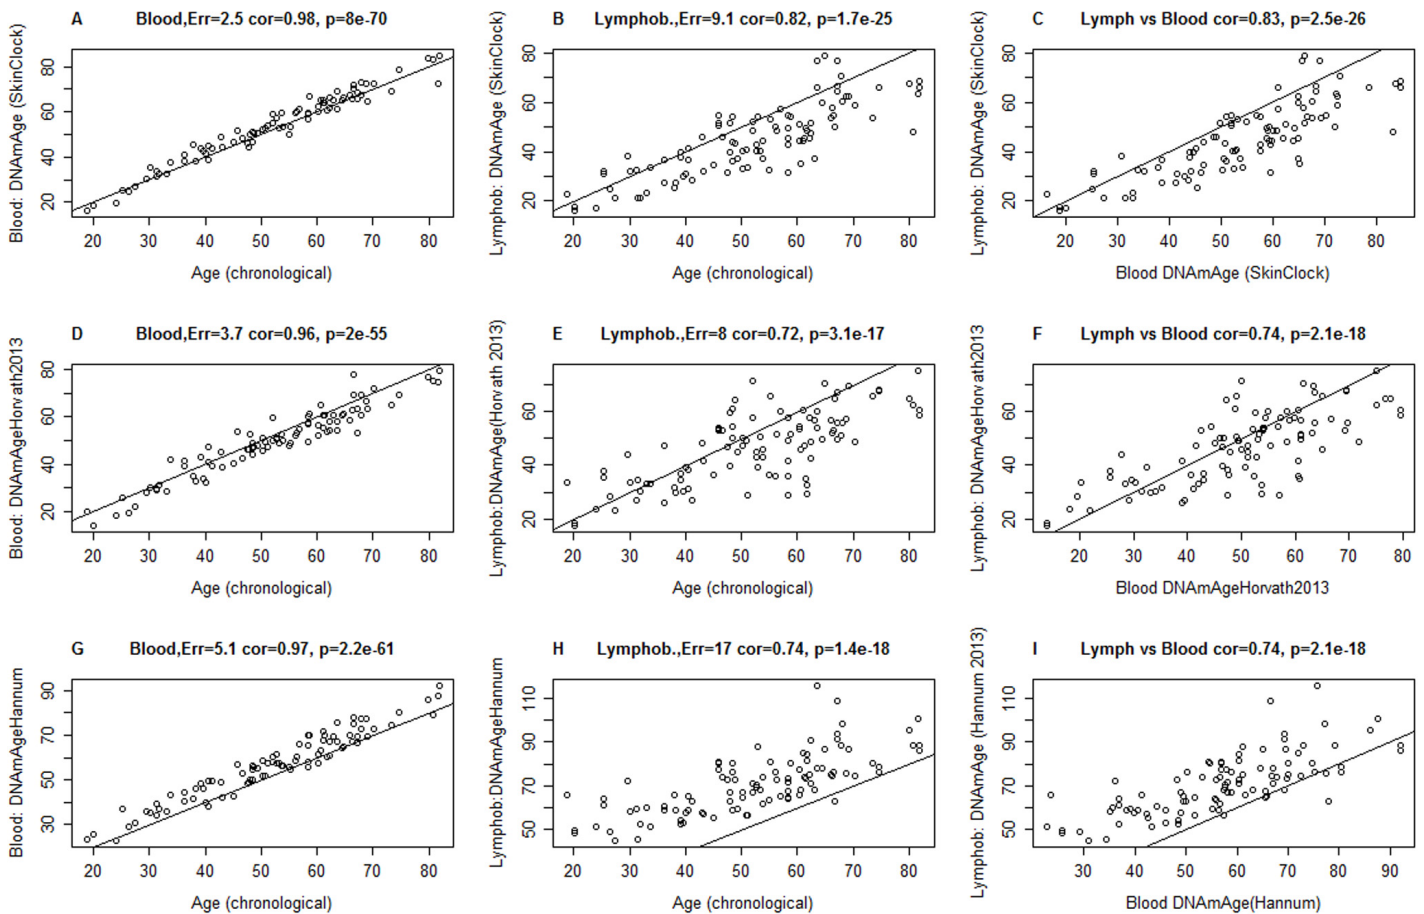 A Blood,Err=2.5 cor=0.98, p=8e-70
Blood: DNAmAge (SkinClock)
80
60
40
20
20 30 40 50 60 70 80
Age (chronological)
B Lymphob.,Err=9.1 cor=0.82, p=1.7e-25
Lymphob: DNAmAge (SkinClock)
80
60
40
20
20 30 40 50 60 70 80
Age (chronological)
C Lymph vs Blood cor=0.83, p=2.5e-26
Lymphob: DNAmAge (SkinClock)
80
60
40
20
20 30 40 50 60 70 80
Blood DNAmAge (SkinClock)
D Blood,Err=3.7 cor=0.96, p=2e-55
Blood: DNAmAgeHorvath2013
80
60
40
20
20 30 40 50 60 70 80
Age (chronological)
E Lymphob.,Err=8 cor=0.72, p=3.1e-17
Lymphob:DNAmAge(Horvath 2013)
60
40
20
20 30 40 50 60 70 80
Age (chronological)
F Lymph vs Blood cor=0.74, p=2.1e-18
Lymphob: DNAmAgeHorvath2013
60
40
20
20 30 40 50 60 70 80
Blood DNAmAgeHorvath2013
G Blood,Err=5.1 cor=0.97, p=2.2e-61
Blood: DNAmAgeHannum
90
70
50
30
20 30 40 50 60 70 80
Age (chronological)
H Lymphob.,Err=17 cor=0.74, p=1.4e-18
Lymphob:DNAmAgeHannum
110
90
70
50
20 30 40 50 60 70 80
Age (chronological)
I Lymph vs Blood cor=0.74, p=2.1e-18
Lymphob: DNAmAge (Hannum 2013)
110
90
70
50
30 40 50 60 70 80 90
Blood DNAmAge(Hannum)